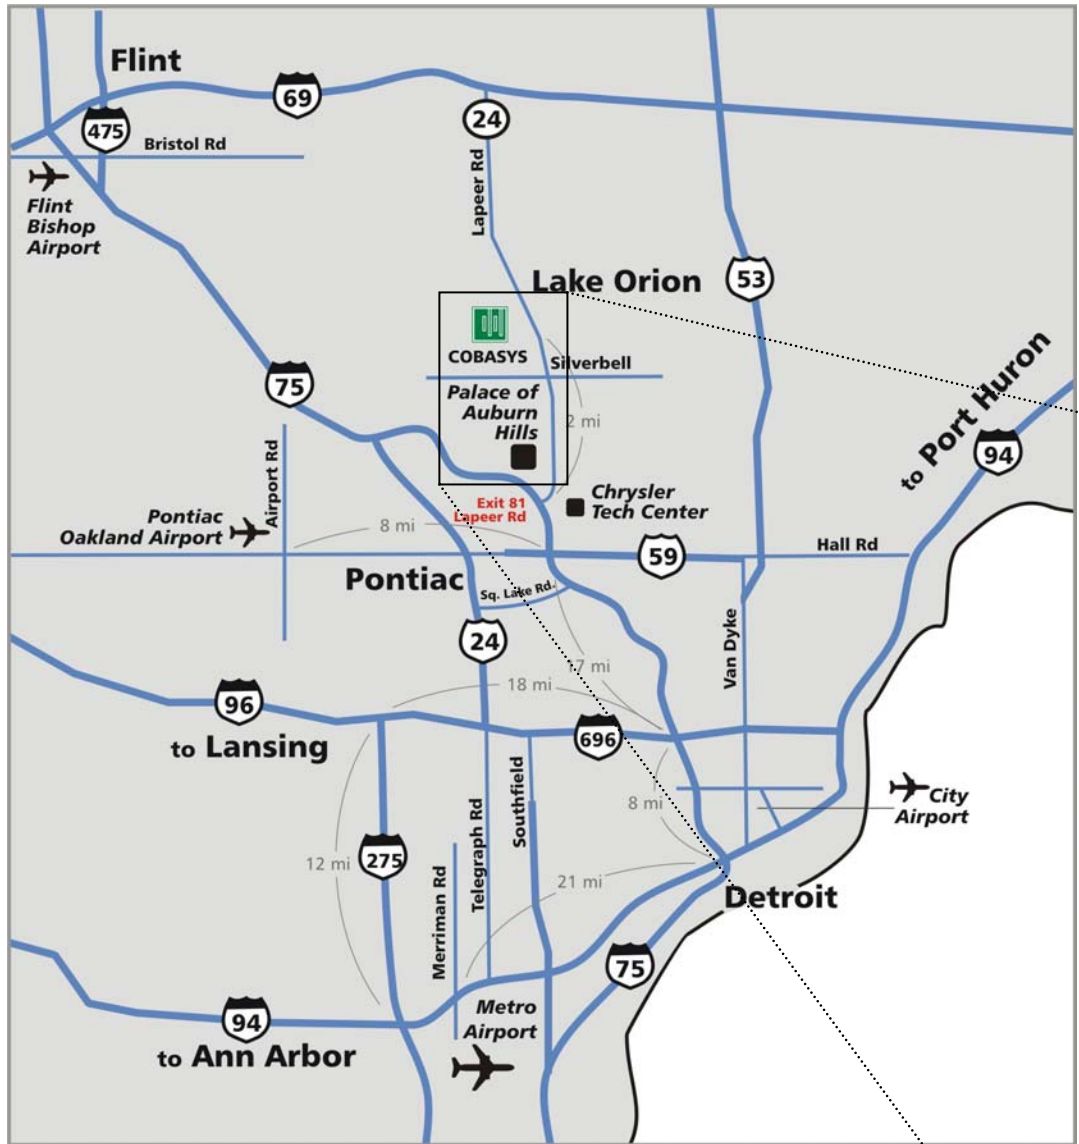 Flint
69
24
475
Bristol Rd
Lapeer Rd
Flint
Bishop
Airport
Lake Orion
53
COBASYS
Silverbell
75
Palace of
Auburn
Hills
2 mi
to Port Huron
94
Airport Rd
Exit 81
Lapeer Rd
Chrysler
Tech Center
Pontiac
Oakland Airport
8 mi
59
Hall Rd
Pontiac
Sq. Lake Rd.
24
Van Dyke
17 mi
18 mi
96
to Lansing
696
Southfield
8 mi
City
Airport
275
12 mi
Telegraph Rd
Merriman Rd
21 mi
Detroit
75
Metro
Airport
94
to Ann Arbor